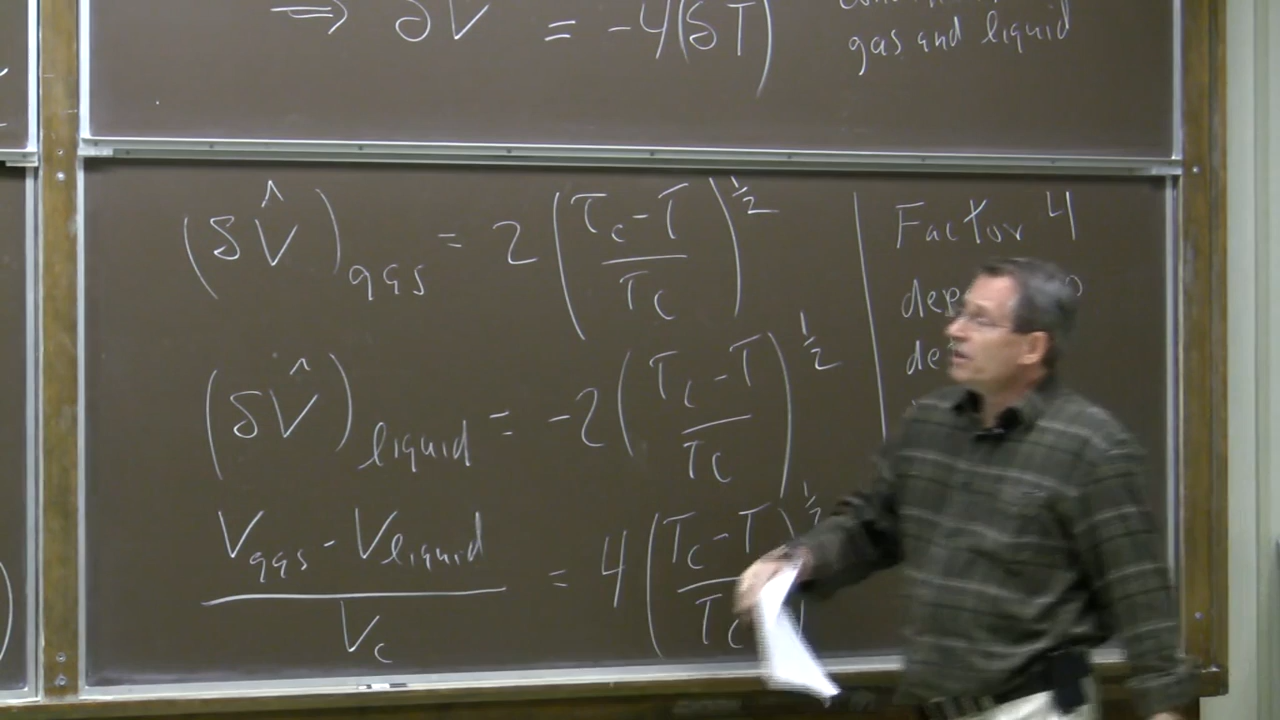 ⟹ δV = -4(δT)
gas and liquid
(δV̂)gas = 2((Tc-T)/Tc)^1/2
(δV̂)liquid = -2((Tc-T)/Tc)^1/2
(Vgas - Vliquid)/Vc = 4((Tc-T)/Tc)^1/2
Factor 4